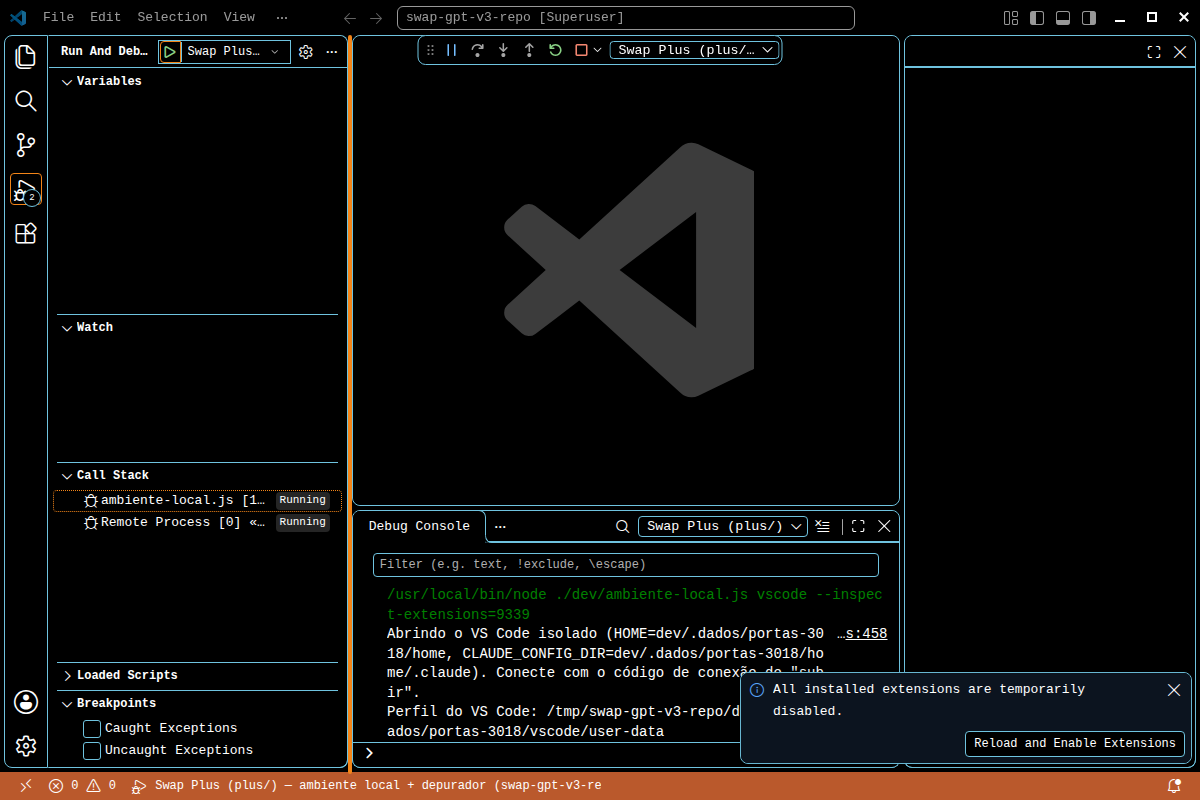 File Edit Selection View ···
swap-gpt-v3-repo [Superuser]
Run And Deb…
Swap Plus…
Swap Plus (plus/…
Variables
2
Watch
Call Stack
ambiente-local.js [1… Running
Remote Process [0] «… Running
Loaded Scripts
Breakpoints
Caught Exceptions
Uncaught Exceptions
Debug Console
Swap Plus (plus/)
Filter (e.g. text, !exclude, \escape)
/usr/local/bin/node ./dev/ambiente-local.js vscode --inspec
t-extensions=9339
Abrindo o VS Code isolado (HOME=dev/.dados/portas-30 …s:458
18/home, CLAUDE_CONFIG_DIR=dev/.dados/portas-3018/ho
me/.claude). Conecte com o código de
ir".
Perfil do VS Code: /tmp/swap-gpt-v3-repo/d
ados/portas-3018/vscode/user-data
All installed extensions are temporarily
disabled.
Reload and Enable Extensions
0 0 Swap Plus (plus/) — ambiente local + depurador (swap-gpt-v3-re